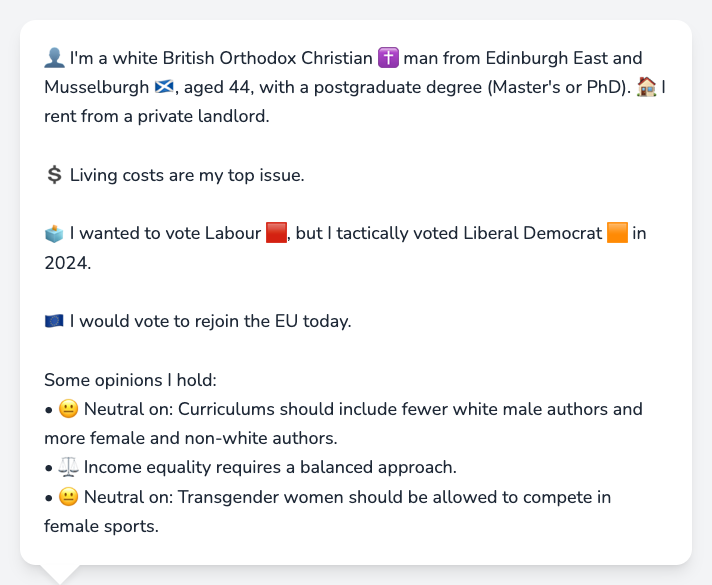 👤 I'm a white British Orthodox Christian ✝️ man from Edinburgh East and
Musselburgh 🏴󠁧󠁢󠁳󠁣󠁴󠁿, aged 44, with a postgraduate degree (Master's or PhD). 🏠 I
rent from a private landlord.
💲 Living costs are my top issue.
🗳️ I wanted to vote Labour 🟥, but I tactically voted Liberal Democrat 🟧 in
2024.
🇪🇺 I would vote to rejoin the EU today.
Some opinions I hold:
• 😐 Neutral on: Curriculums should include fewer white male authors and
more female and non-white authors.
• ⚖️ Income equality requires a balanced approach.
• 😐 Neutral on: Transgender women should be allowed to compete in
female sports.